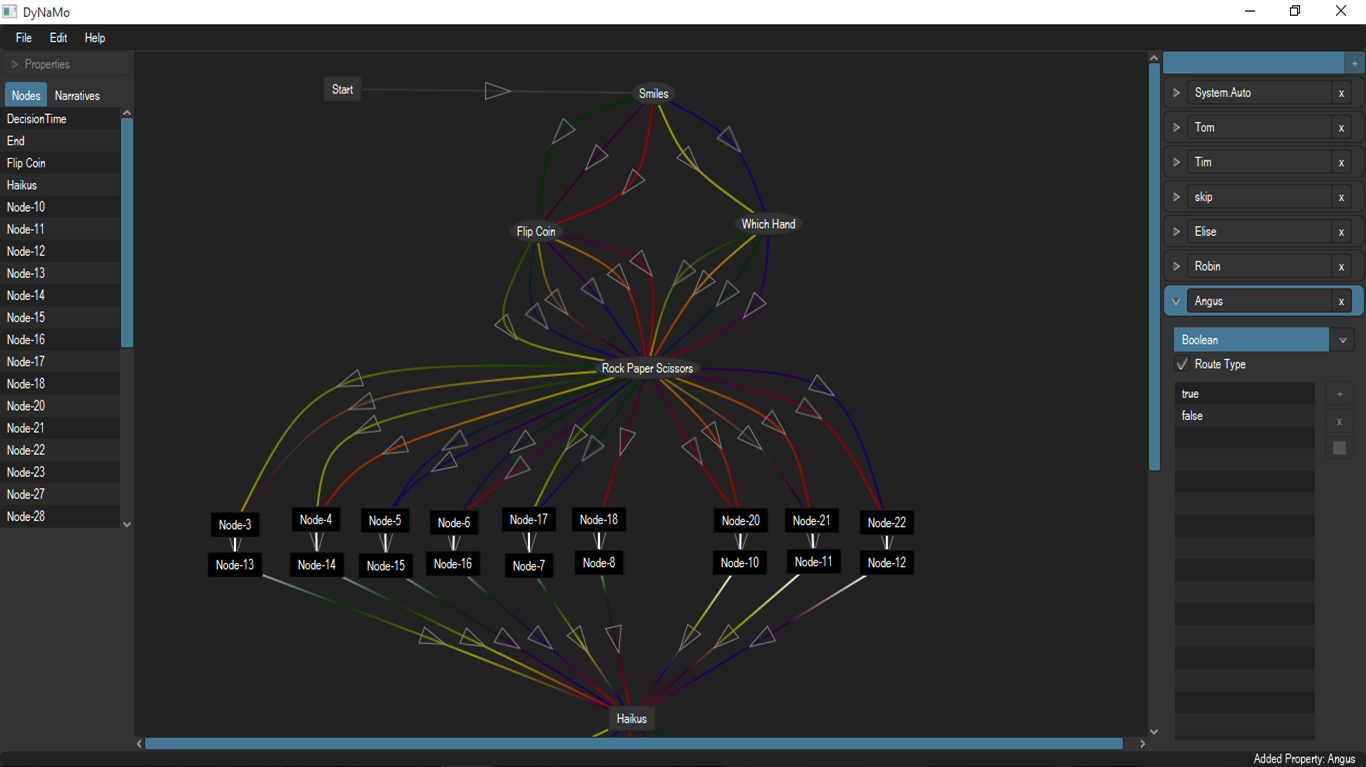 DyNaMo
File Edit Help
Properties
Nodes Narratives
DecisionTime
End
Flip Coin
Haikus
Node-10
Node-11
Node-12
Node-13
Node-14
Node-15
Node-16
Node-17
Node-18
Node-20
Node-21
Node-22
Node-23
Node-27
Node-28
Start
Smiles
Flip Coin
Which Hand
Rock Paper Scissors
Node-3 Node-4 Node-5 Node-6 Node-17 Node-18 Node-20 Node-21 Node-22
Node-13 Node-14 Node-15 Node-16 Node-7 Node-8 Node-10 Node-11 Node-12
Haikus
+
System.Auto x
Tom x
Tim x
skip x
Elise x
Robin x
Angus x
Boolean
Route Type
true +
false x
Added Property: Angus